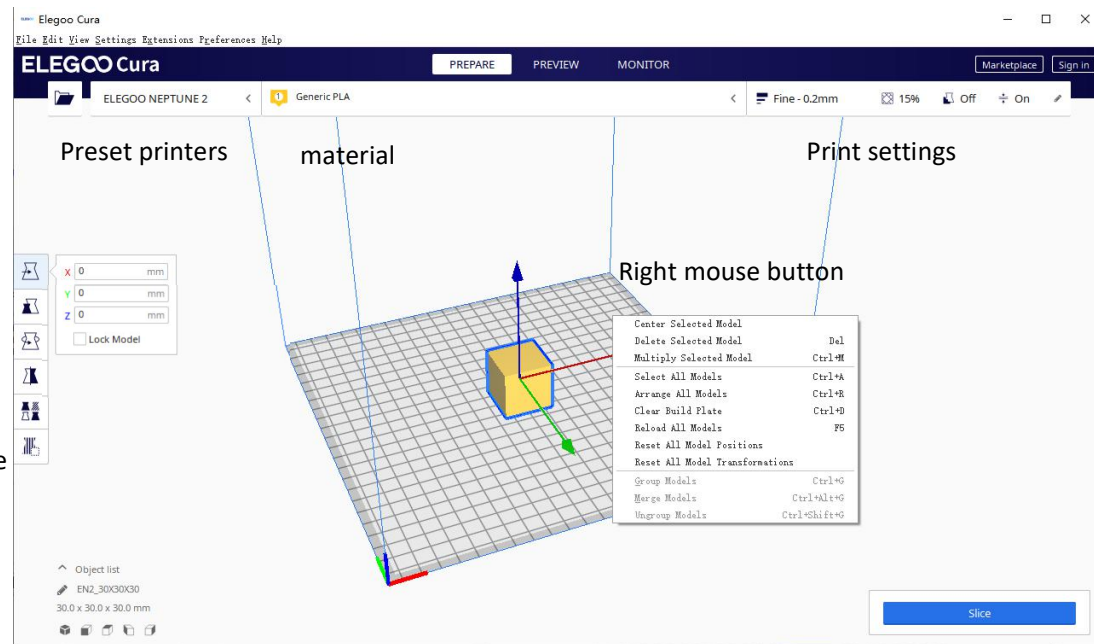 Elegoo Cura
File Edit View Settings Extensions Preferences Help
ELEGOO Cura
PREPARE PREVIEW MONITOR
Marketplace Sign in
ELEGOO NEPTUNE 2
1 Generic PLA
Fine - 0.2mm 15% Off On
Preset printers
material
Print settings
Right mouse button
X 0 mm
Y 0 mm
Z 0 mm
Lock Model
Center Selected Model
Delete Selected Model Del
Multiply Selected Model Ctrl+M
Select All Models Ctrl+A
Arrange All Models Ctrl+R
Clear Build Plate Ctrl+D
Reload All Models F5
Reset All Model Positions
Reset All Model Transformations
Group Models Ctrl+G
Merge Models Ctrl+Alt+G
Ungroup Models Ctrl+Shift+G
e
Object list
EN2_30X30X30
30.0 x 30.0 x 30.0 mm
Slice